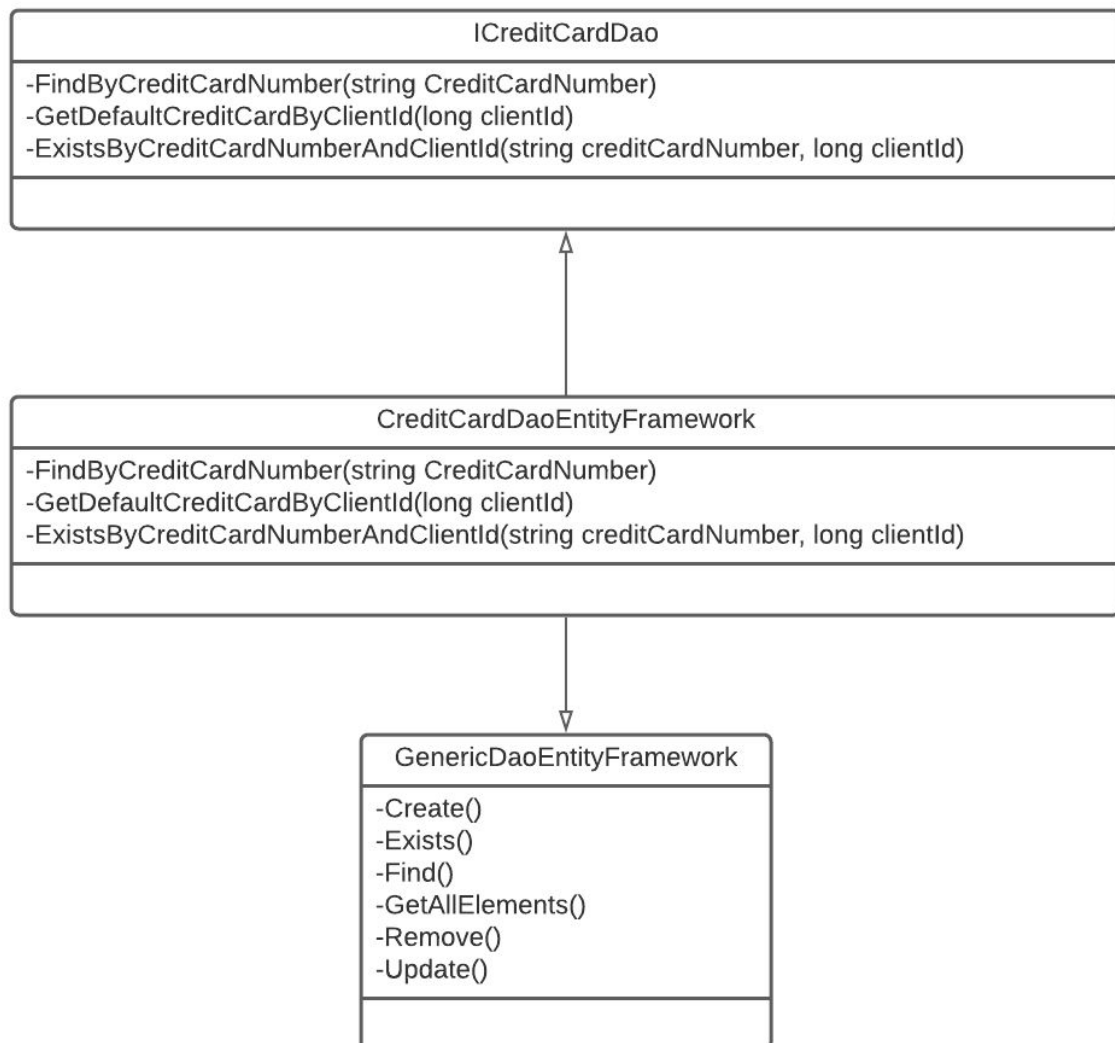 ICreditCardDao
-FindByCreditCardNumber(string CreditCardNumber)
-GetDefaultCreditCardByClientId(long clientId)
-ExistsByCreditCardNumberAndClientId(string creditCardNumber, long clientId)
CreditCardDaoEntityFramework
-FindByCreditCardNumber(string CreditCardNumber)
-GetDefaultCreditCardByClientId(long clientId)
-ExistsByCreditCardNumberAndClientId(string creditCardNumber, long clientId)
GenericDaoEntityFramework
-Create()
-Exists()
-Find()
-GetAllElements()
-Remove()
-Update()